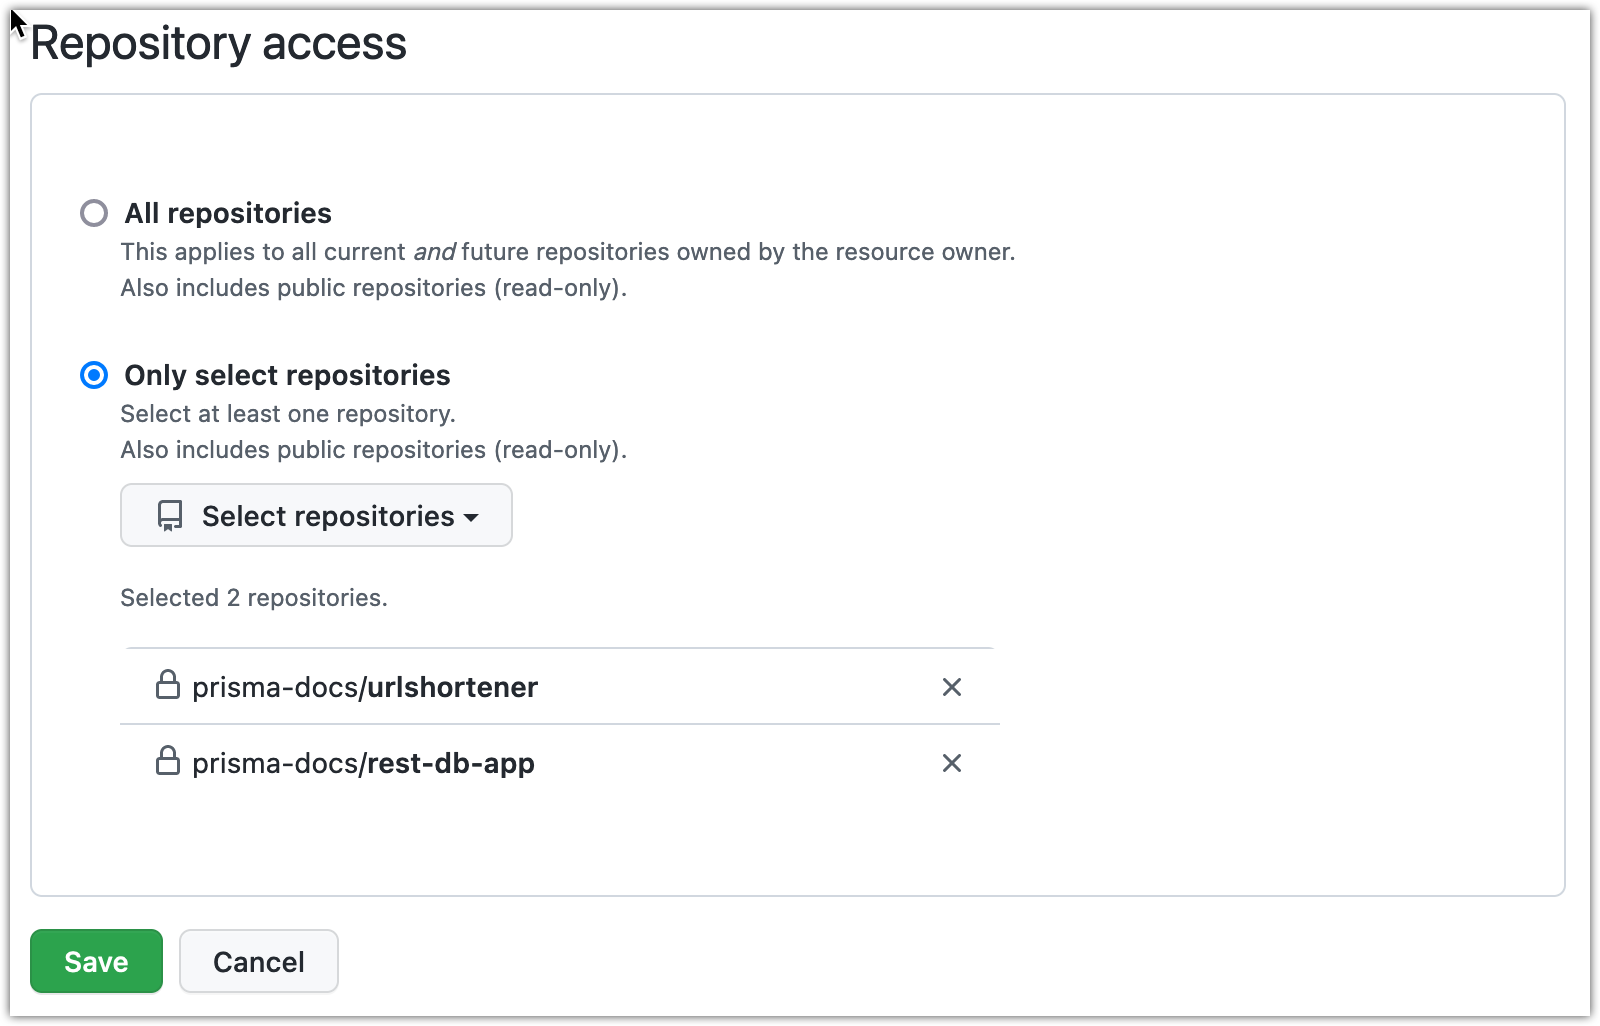 Repository access
All repositories
This applies to all current and future repositories owned by the resource owner.
Also includes public repositories (read-only).
Only select repositories
Select at least one repository.
Also includes public repositories (read-only).
Select repositories
Selected 2 repositories.
prisma-docs/urlshortener
prisma-docs/rest-db-app
Save Cancel